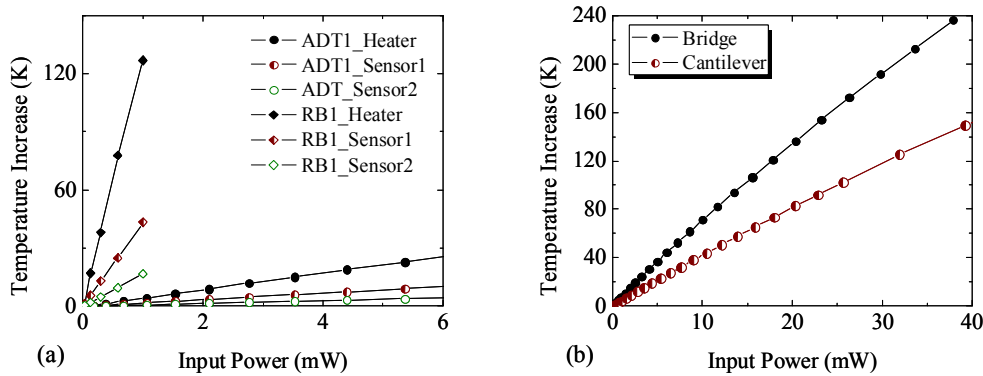 Temperature Increase (K)
120
60
0
ADT1_Heater
ADT1_Sensor1
ADT_Sensor2
RB1_Heater
RB1_Sensor1
RB1_Sensor2
0 2 4 6
(a)
Input Power (mW)
Temperature Increase (K)
240
200
160
120
80
40
0
Bridge
Cantilever
0 10 20 30 40
(b)
Input Power (mW)